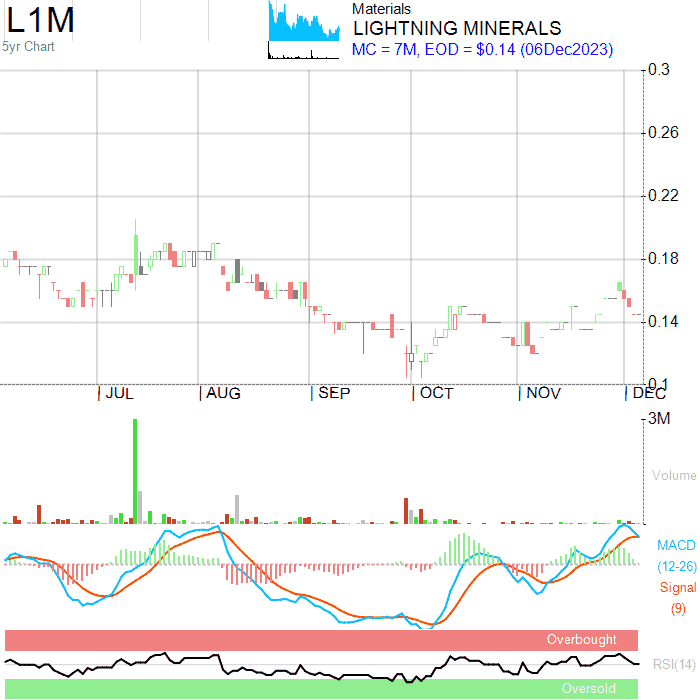 L1M
5yr Chart
Materials
LIGHTNING MINERALS
MC = 7M, EOD = $0.14 (06Dec2023)
0.3
0.26
0.22
0.18
0.14
0.1
JUL AUG SEP OCT NOV DEC
3M
Volume
MACD
(12-26)
Signal
(9)
Overbought
RSI(14)
Oversold